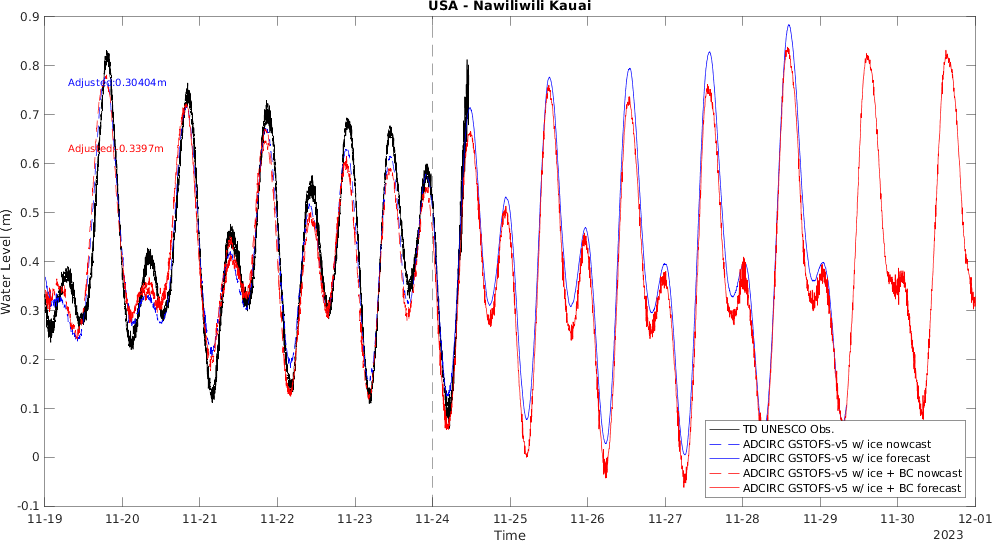 USA - Nawiliwili Kauai
0.9
0.8
Adjusted:0.30404m
0.7
Adjusted:-0.3397m
0.6
0.5
0.4
0.3
0.2
0.1
0
-0.1
Water Level (m)
TD UNESCO Obs.
ADCIRC GSTOFS-v5 w/ ice nowcast
ADCIRC GSTOFS-v5 w/ ice forecast
ADCIRC GSTOFS-v5 w/ ice + BC nowcast
ADCIRC GSTOFS-v5 w/ ice + BC forecast
11-19 11-20 11-21 11-22 11-23 11-24 11-25 11-26 11-27 11-28 11-29 11-30 12-01
Time
2023